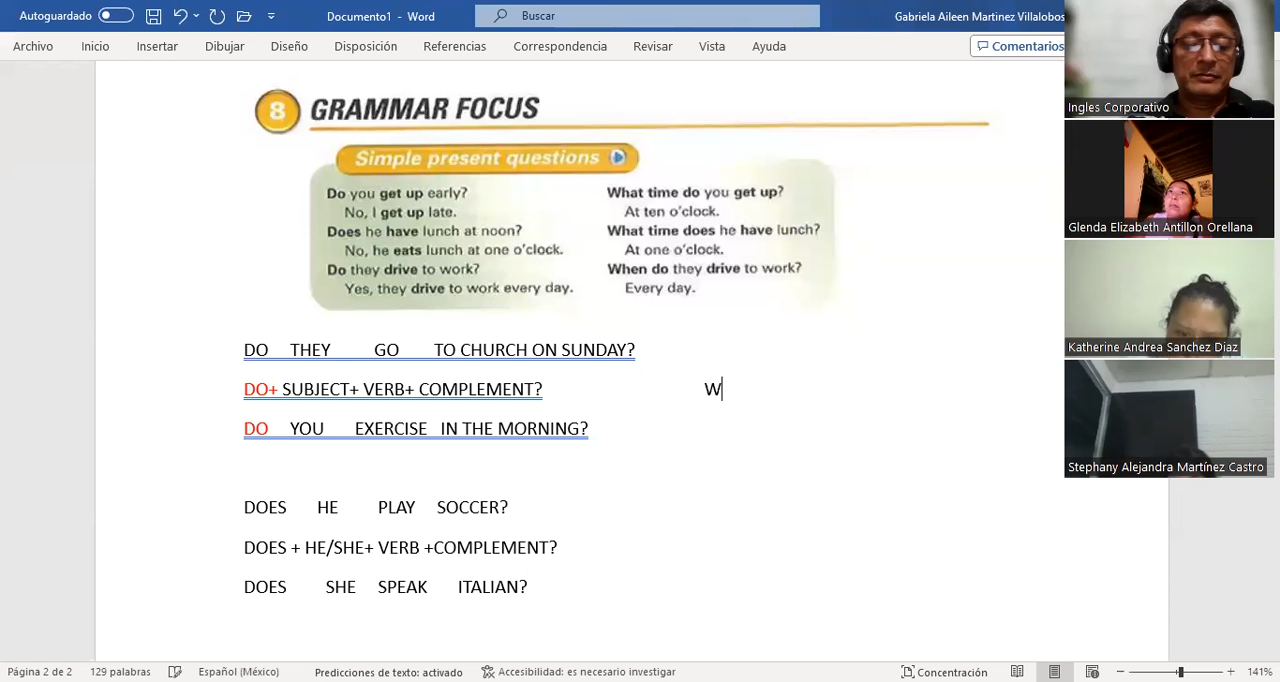 Autoguardado
Documento1 - Word
Buscar
Gabriela Aileen Martinez Villalobos
Archivo Inicio Insertar Dibujar Diseño Disposición Referencias Correspondencia Revisar Vista Ayuda
Comentarios
8 GRAMMAR FOCUS
Simple present questions
Do you get up early?
No, I get up late.
Does he have lunch at noon?
No, he eats lunch at one o'clock.
Do they drive to work?
Yes, they drive to work every day.
What time do you get up?
At ten o'clock.
What time does he have lunch?
At one o'clock.
When do they drive to work?
Every day.
DO THEY GO TO CHURCH ON SUNDAY?
DO+ SUBJECT+ VERB+ COMPLEMENT? W
DO YOU EXERCISE IN THE MORNING?
DOES HE PLAY SOCCER?
DOES + HE/SHE+ VERB +COMPLEMENT?
DOES SHE SPEAK ITALIAN?
Ingles Corporativo
Glenda Elizabeth Antillon Orellana
Katherine Andrea Sanchez Diaz
Stephany Alejandra Martínez Castro
Página 2 de 2 129 palabras Español (México) Predicciones de texto: activado Accesibilidad: es necesario investigar Concentración 141%